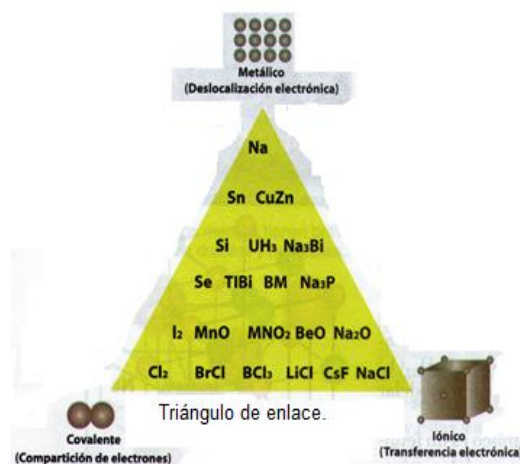 Metálico
(Deslocalización electrónica)
Na
Sn CuZn
Si UH₃ Na₃Bi
Se TlBi BM Na₃P
I₂ MnO MNO₂ BeO Na₂O
Cl₂ BrCl BCl₃ LiCl CsF NaCl
Triángulo de enlace.
Covalente
(Compartición de electrones)
Iónico
(Transferencia electrónica)